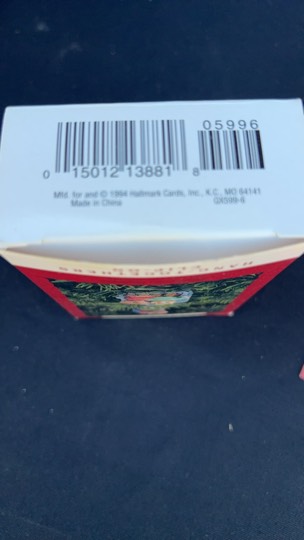 05996
0 15012 13881 8
Mfd. for and © 1994 Hallmark Cards, Inc., K.C., MO 64141
Made in China QX599-6